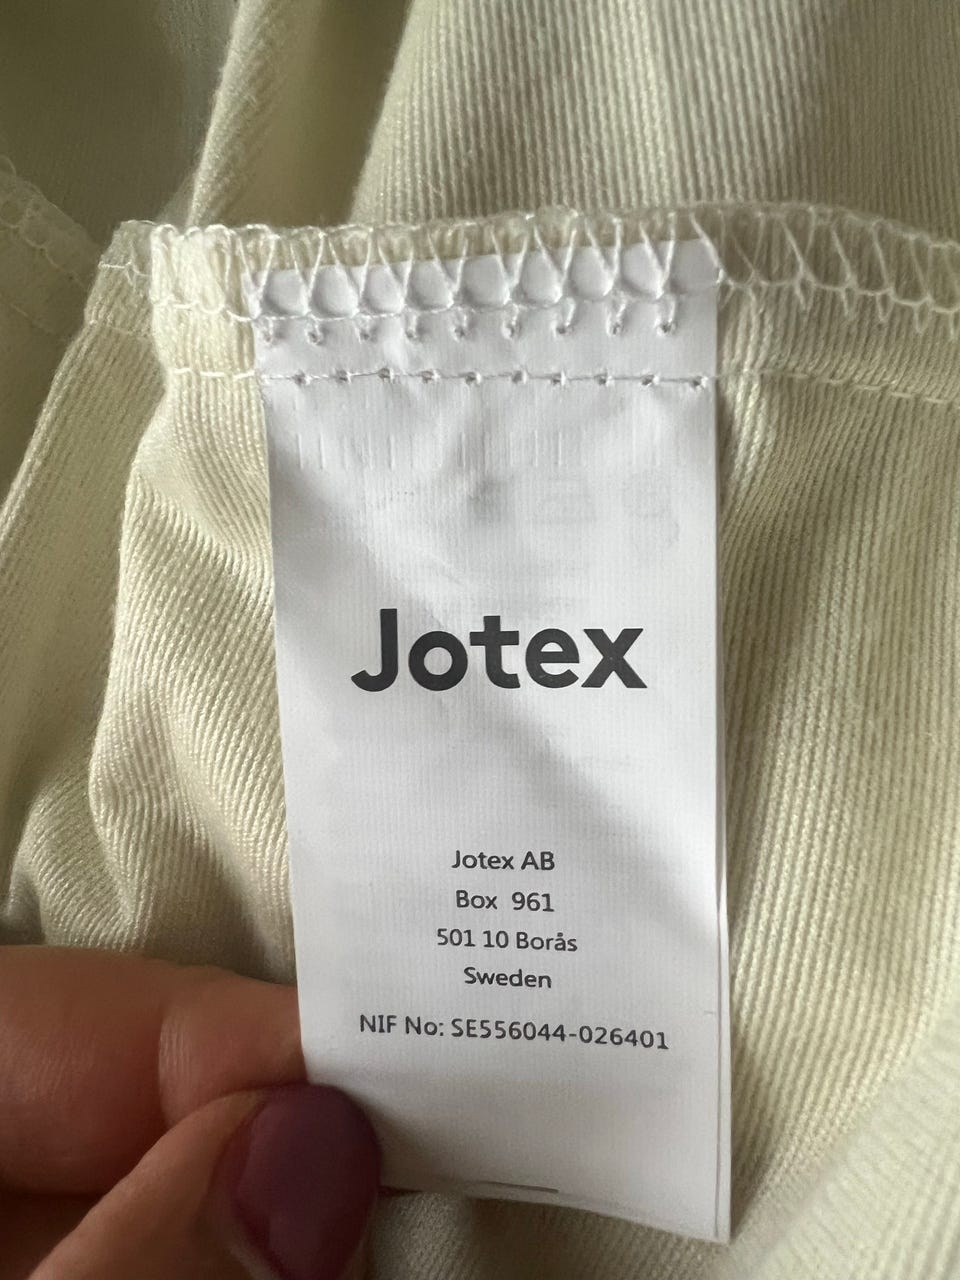 Jotex
Jotex AB
Box 961
501 10 Borås
Sweden
NIF No: SE556044-026401